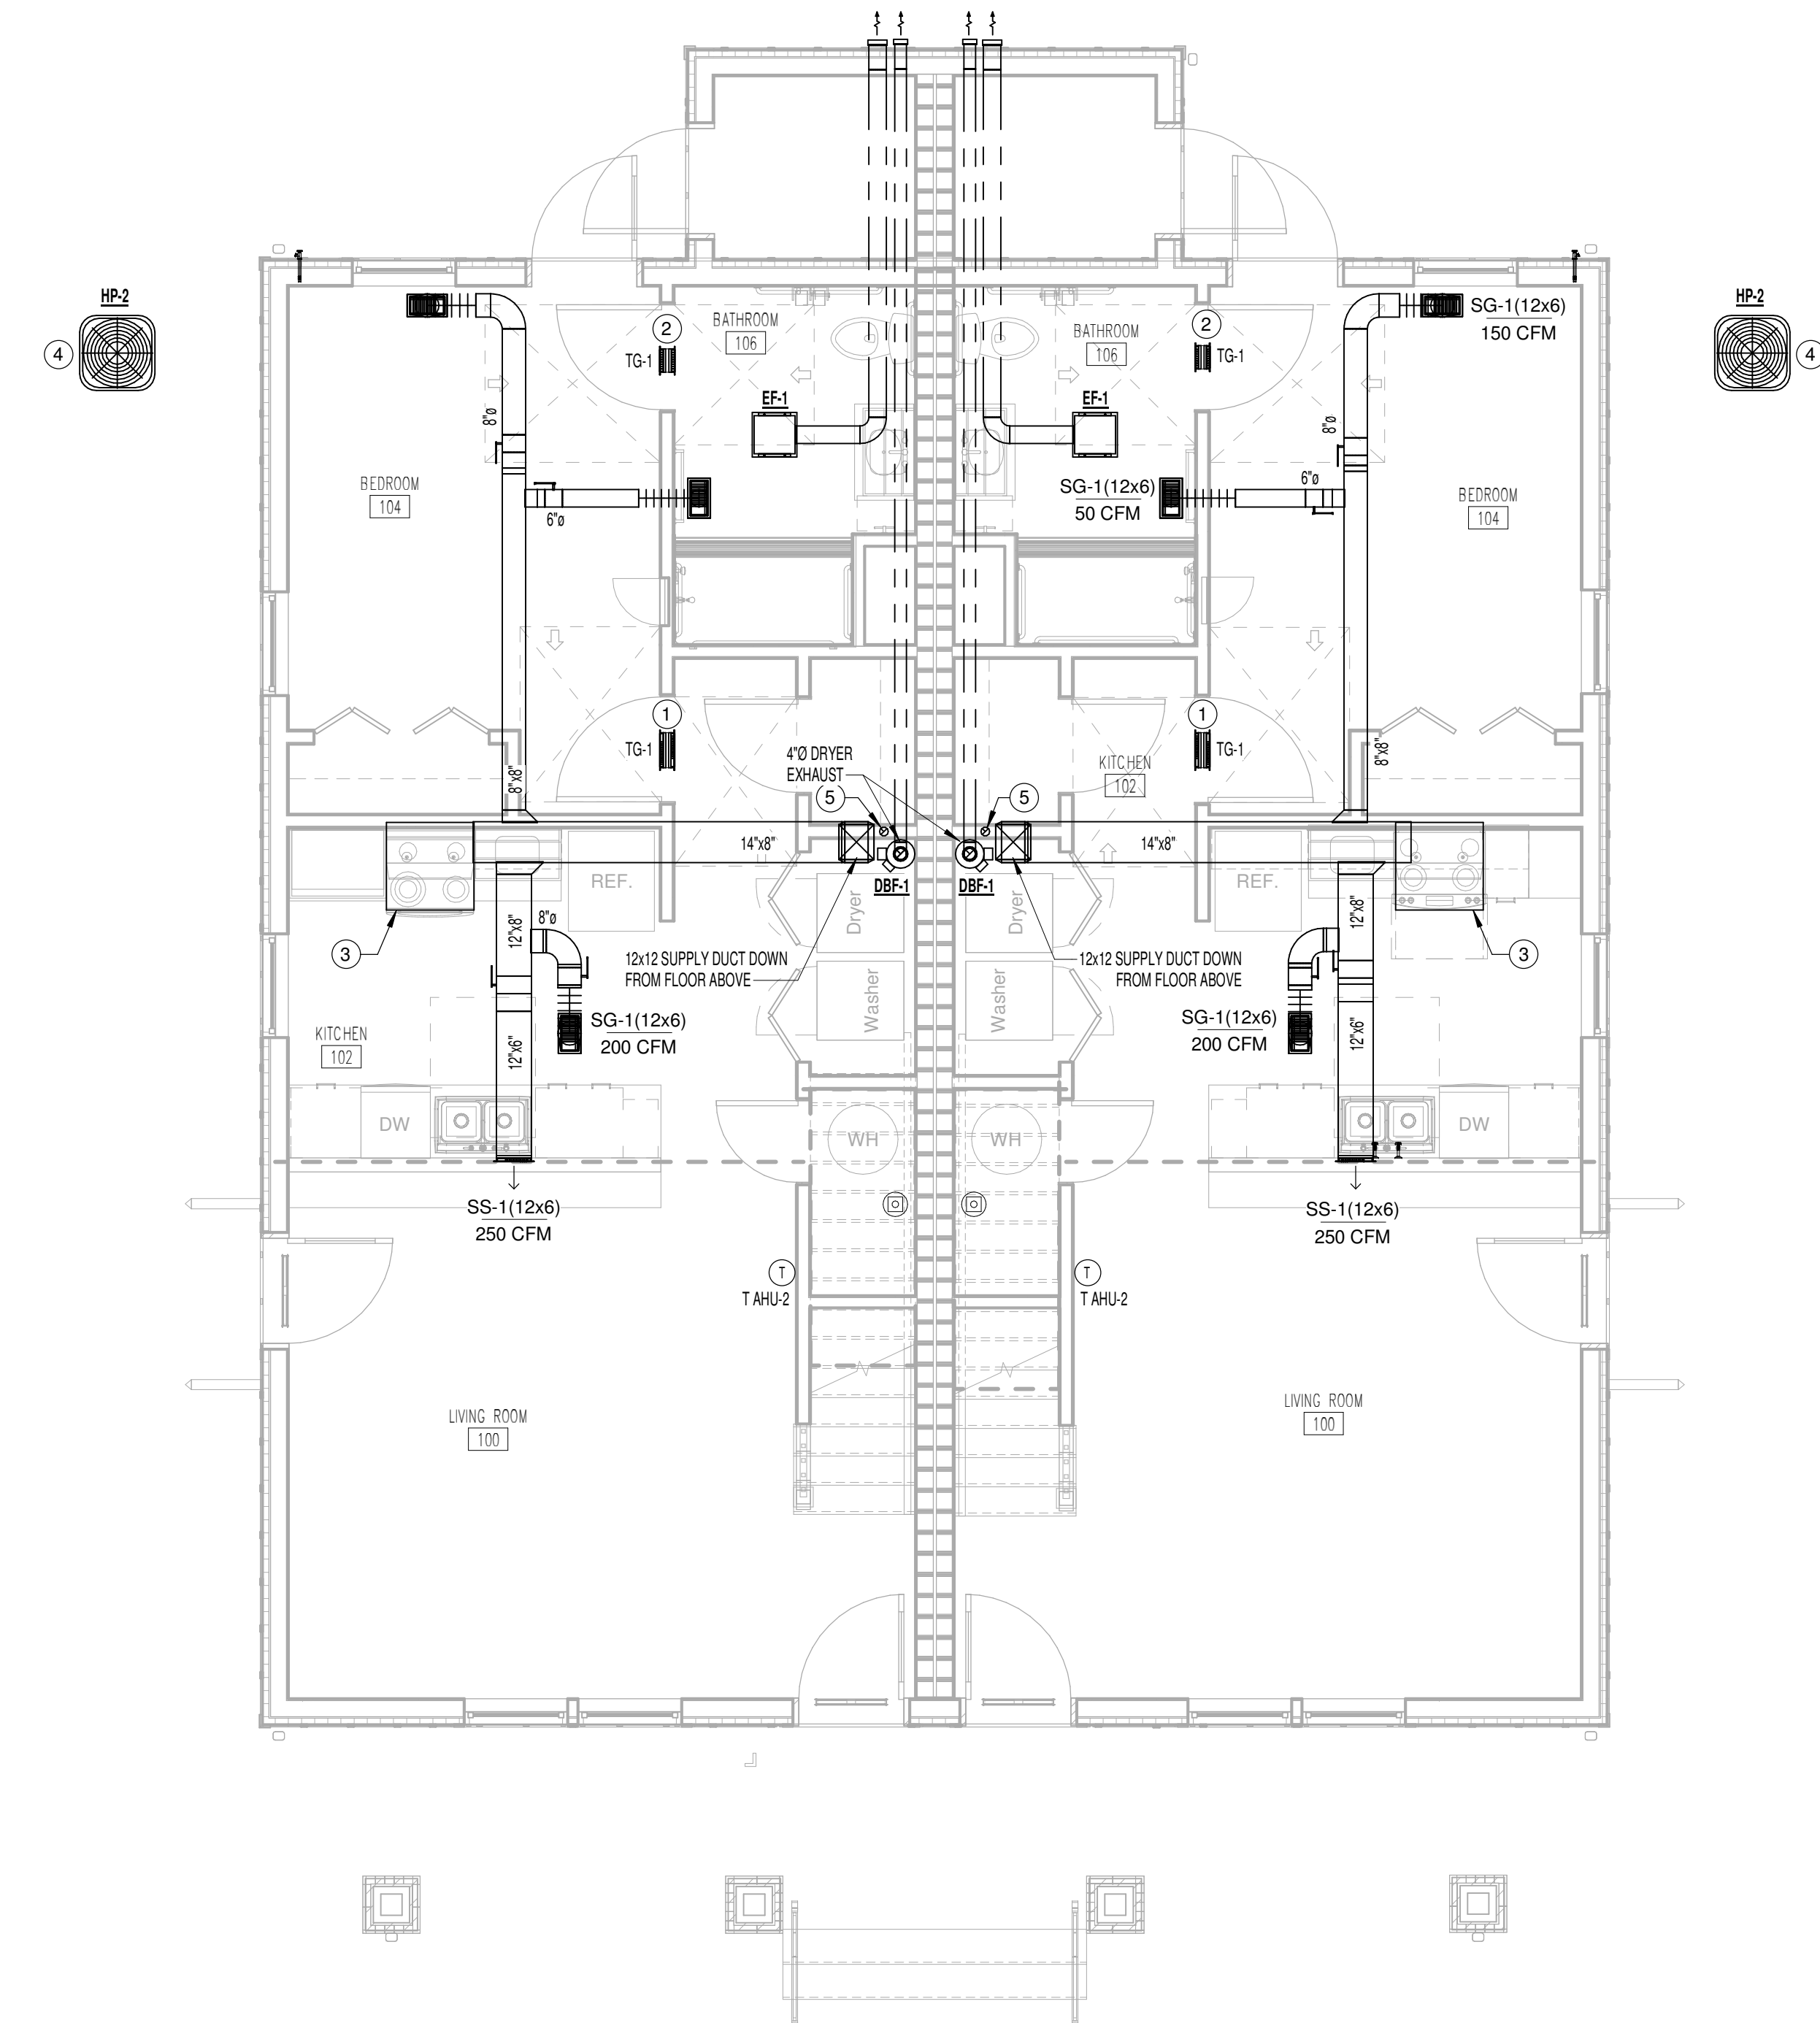 HP-2
4
HP-2
4
SG-1(12x6)
150 CFM
2
TG-1
BATHROOM
106
BATHROOM
106
2
TG-1
EF-1
EF-1
8"ø
8"ø
BEDROOM
104
6"ø
SG-1(12x6)
50 CFM
6"ø
BEDROOM
104
1
TG-1
1
TG-1
4"Ø DRYER
EXHAUST
KITCHEN
102
5
5
8"x8"
8"x8"
14"x8"
14"x8"
DBF-1
DBF-1
REF.
REF.
Dryer
Dryer
3
12"x8"
8"ø
12x12 SUPPLY DUCT DOWN
FROM FLOOR ABOVE
12x12 SUPPLY DUCT DOWN
FROM FLOOR ABOVE
12"x8"
3
Washer
Washer
KITCHEN
102
12"x6"
SG-1(12x6)
200 CFM
SG-1(12x6)
200 CFM
12"x6"
DW
WH
WH
DW
SS-1(12x6)
250 CFM
SS-1(12x6)
250 CFM
T
T AHU-2
T
T AHU-2
LIVING ROOM
100
LIVING ROOM
100